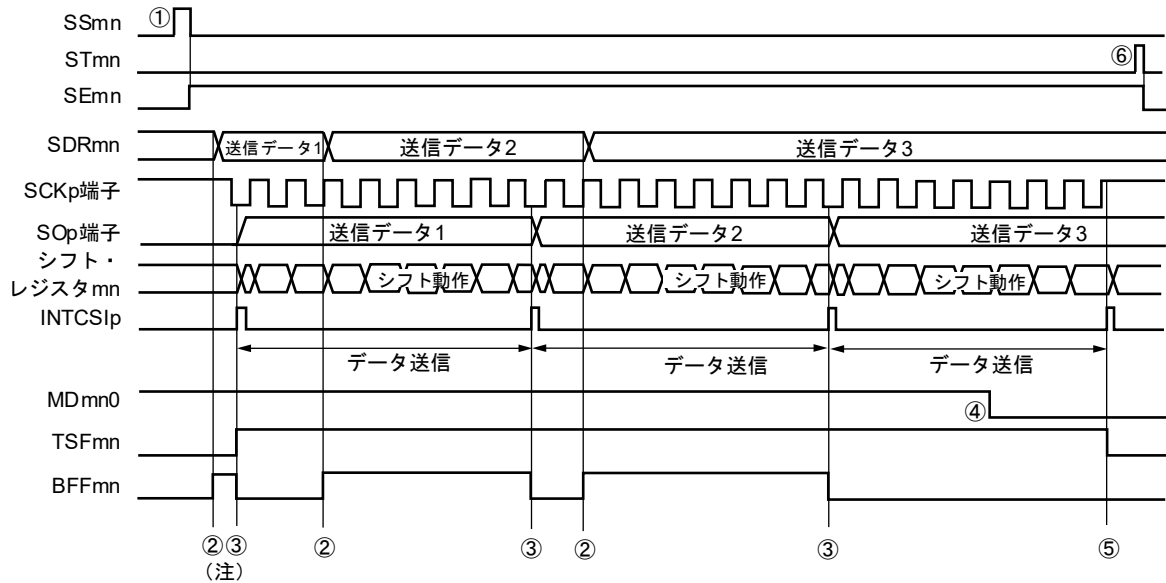 SSmn ①
STmn ⑥
SEmn
SDRmn 送信データ1 送信データ2 送信データ3
SCKp端子
SOp端子 送信データ1 送信データ2 送信データ3
シフト・
レジスタmn シフト動作 シフト動作 シフト動作
INTCSIp
データ送信 データ送信 データ送信
MDmn0 ④
TSFmn
BFFmn
②③ ② ③ ② ③ ⑤
(注)